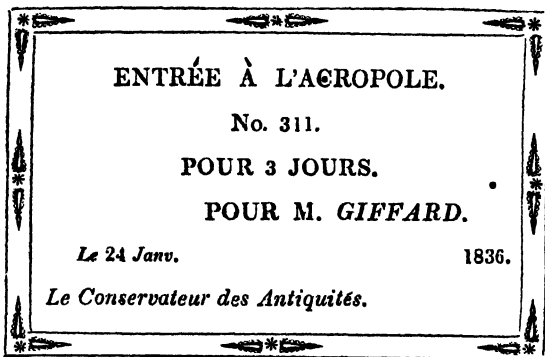 ENTRÉE À L'ACROPOLE.
No. 311.
POUR 3 JOURS.
POUR M. GIFFARD.
Le 24 Janv. 1836.
Le Conservateur des Antiquités.